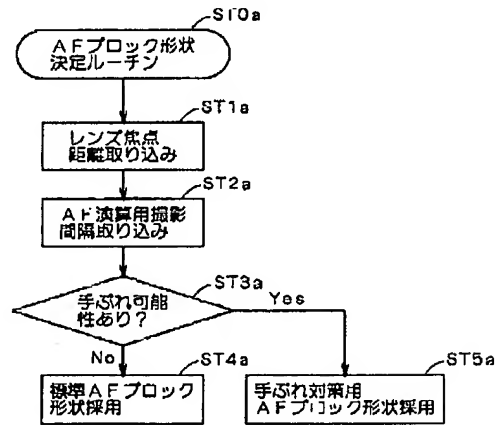 ST0a
AFブロック形状
決定ルーチン
ST1a
レンズ焦点
距離取り込み
ST2a
AF演算用撮影
間隔取り込み
ST3a
手ぶれ可能
性あり?
Yes
No
ST4a
標準AFブロック
形状採用
ST5a
手ぶれ対策用
AFブロック形状採用